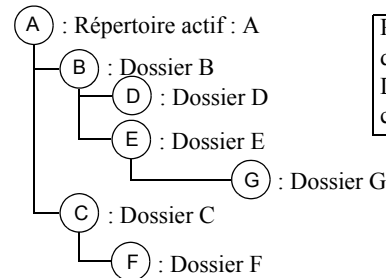 A : Répertoire actif : A
B : Dossier B
D : Dossier D
E : Dossier E
G : Dossier G
C : Dossier C
F : Dossier F